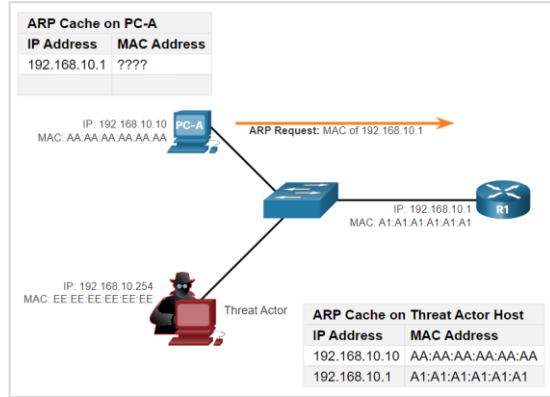 ARP Cache on PC-A
IP Address MAC Address
192.168.10.1 ????
IP: 192.168.10.10
MAC: AA:AA:AA:AA:AA:AA
PC-A
ARP Request: MAC of 192.168.10.1
IP: 192.168.10.1
MAC: A1:A1:A1:A1:A1:A1
R1
IP: 192.168.10.254
MAC: EE:EE:EE:EE:EE:EE
Threat Actor
ARP Cache on Threat Actor Host
IP Address MAC Address
192.168.10.10 AA:AA:AA:AA:AA:AA
192.168.10.1 A1:A1:A1:A1:A1:A1